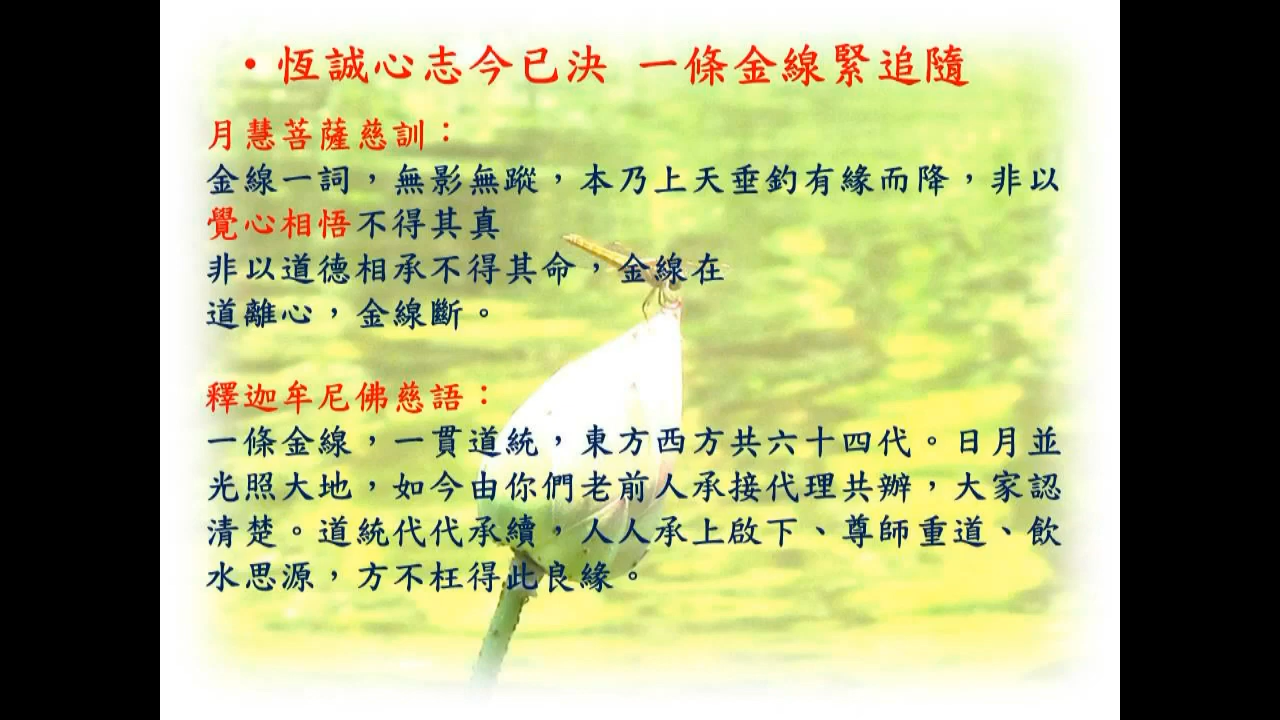 • 恆誠心志今已決 一條金線緊追隨
月慧菩薩慈訓：
金線一詞，無影無蹤，本乃上天垂釣有緣而降，非以
覺心相悟不得其真
非以道德相承不得其命，金線在
道離心，金線斷。
釋迦牟尼佛慈語：
一條金線，一貫道統，東方西方共六十四代。日月並
光照大地，如今由你們老前人承接代理共辦，大家認
清楚。道統代代承續，人人承上啟下、尊師重道、飲
水思源，方不枉得此良緣。